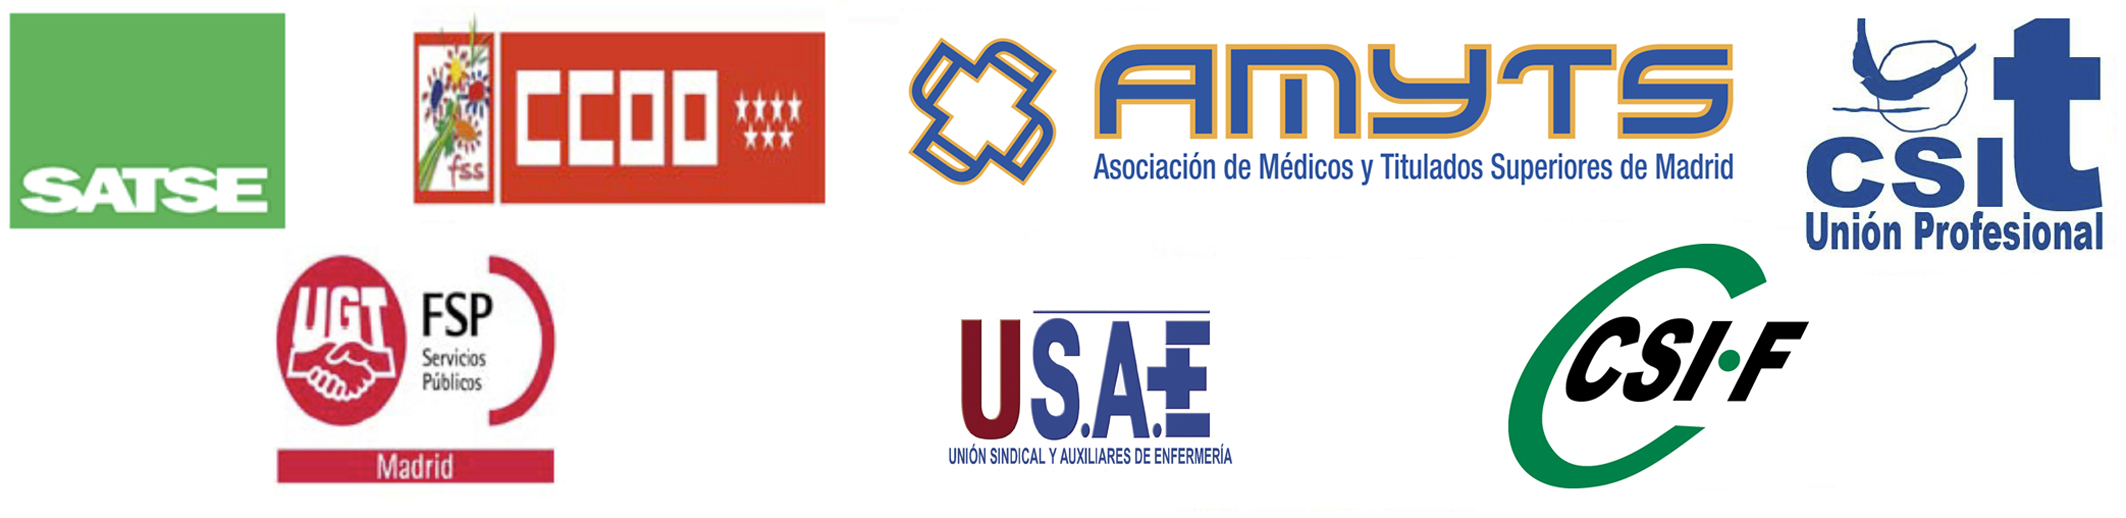 SATSE
fss
CCOO
AMYTS
Asociación de Médicos y Titulados Superiores de Madrid
csit
Unión Profesional
UGT
FSP
Servicios
Públicos
Madrid
U.S.A.E
UNIÓN SINDICAL Y AUXILIARES DE ENFERMERÍA
CSI·F